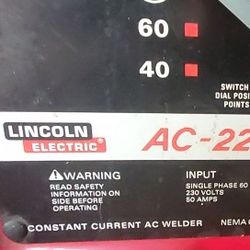 60
40
SWITCH
DIAL POSI
POINTS
LINCOLN
ELECTRIC
AC-22
WARNING
READ SAFETY
INFORMATION ON
SIDE BEFORE
OPERATING
INPUT
SINGLE PHASE 60
230 VOLTS
50 AMPS
CONSTANT CURRENT AC WELDER
NEMA